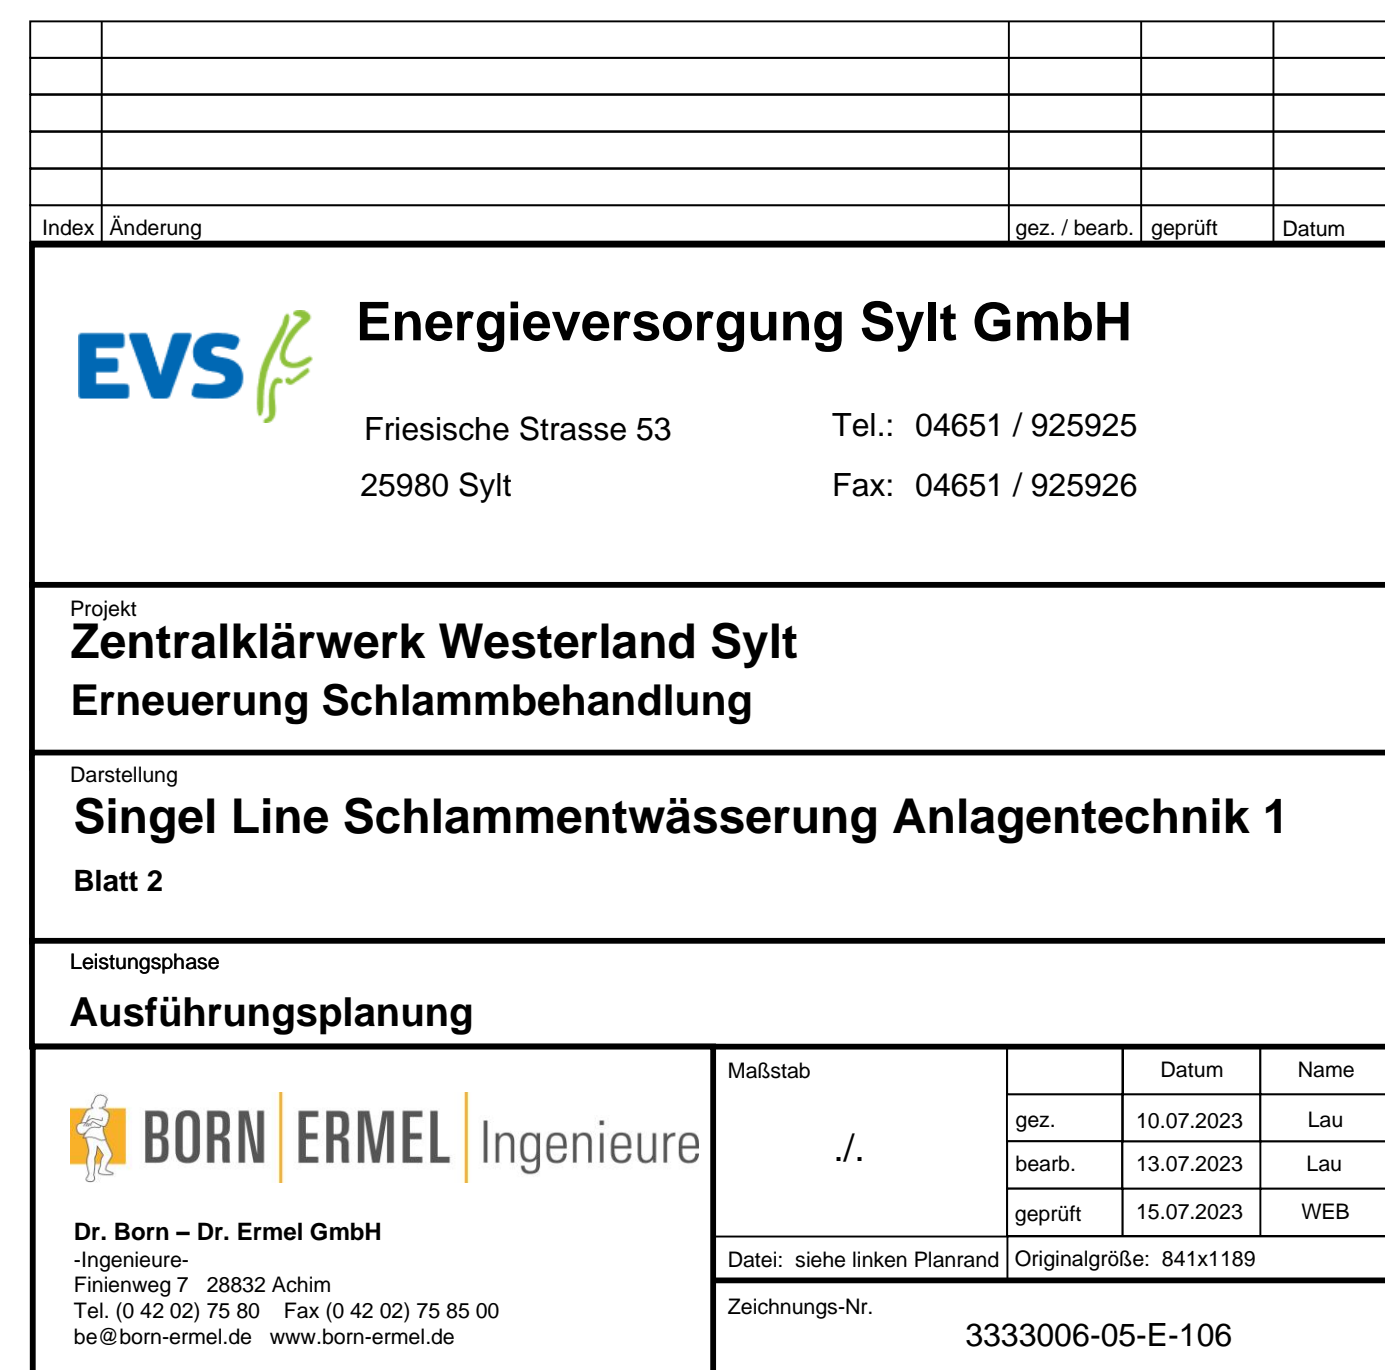 Index Änderung gez. / bearb. geprüft Datum
EVS
Energieversorgung Sylt GmbH
Friesische Strasse 53 Tel.: 04651 / 925925
25980 Sylt Fax: 04651 / 925926
Projekt
Zentralklärwerk Westerland Sylt
Erneuerung Schlammbehandlung
Darstellung
Singel Line Schlammentwässerung Anlagentechnik 1
Blatt 2
Leistungsphase
Ausführungsplanung
BORN ERMEL Ingenieure
Dr. Born – Dr. Ermel GmbH
-Ingenieure-
Finienweg 7 28832 Achim
Tel. (0 42 02) 75 80 Fax (0 42 02) 75 85 00
be@born-ermel.de www.born-ermel.de
Maßstab
./.
Datum Name
gez. 10.07.2023 Lau
bearb. 13.07.2023 Lau
geprüft 15.07.2023 WEB
Datei: siehe linken Planrand Originalgröße: 841x1189
Zeichnungs-Nr.
3333006-05-E-106